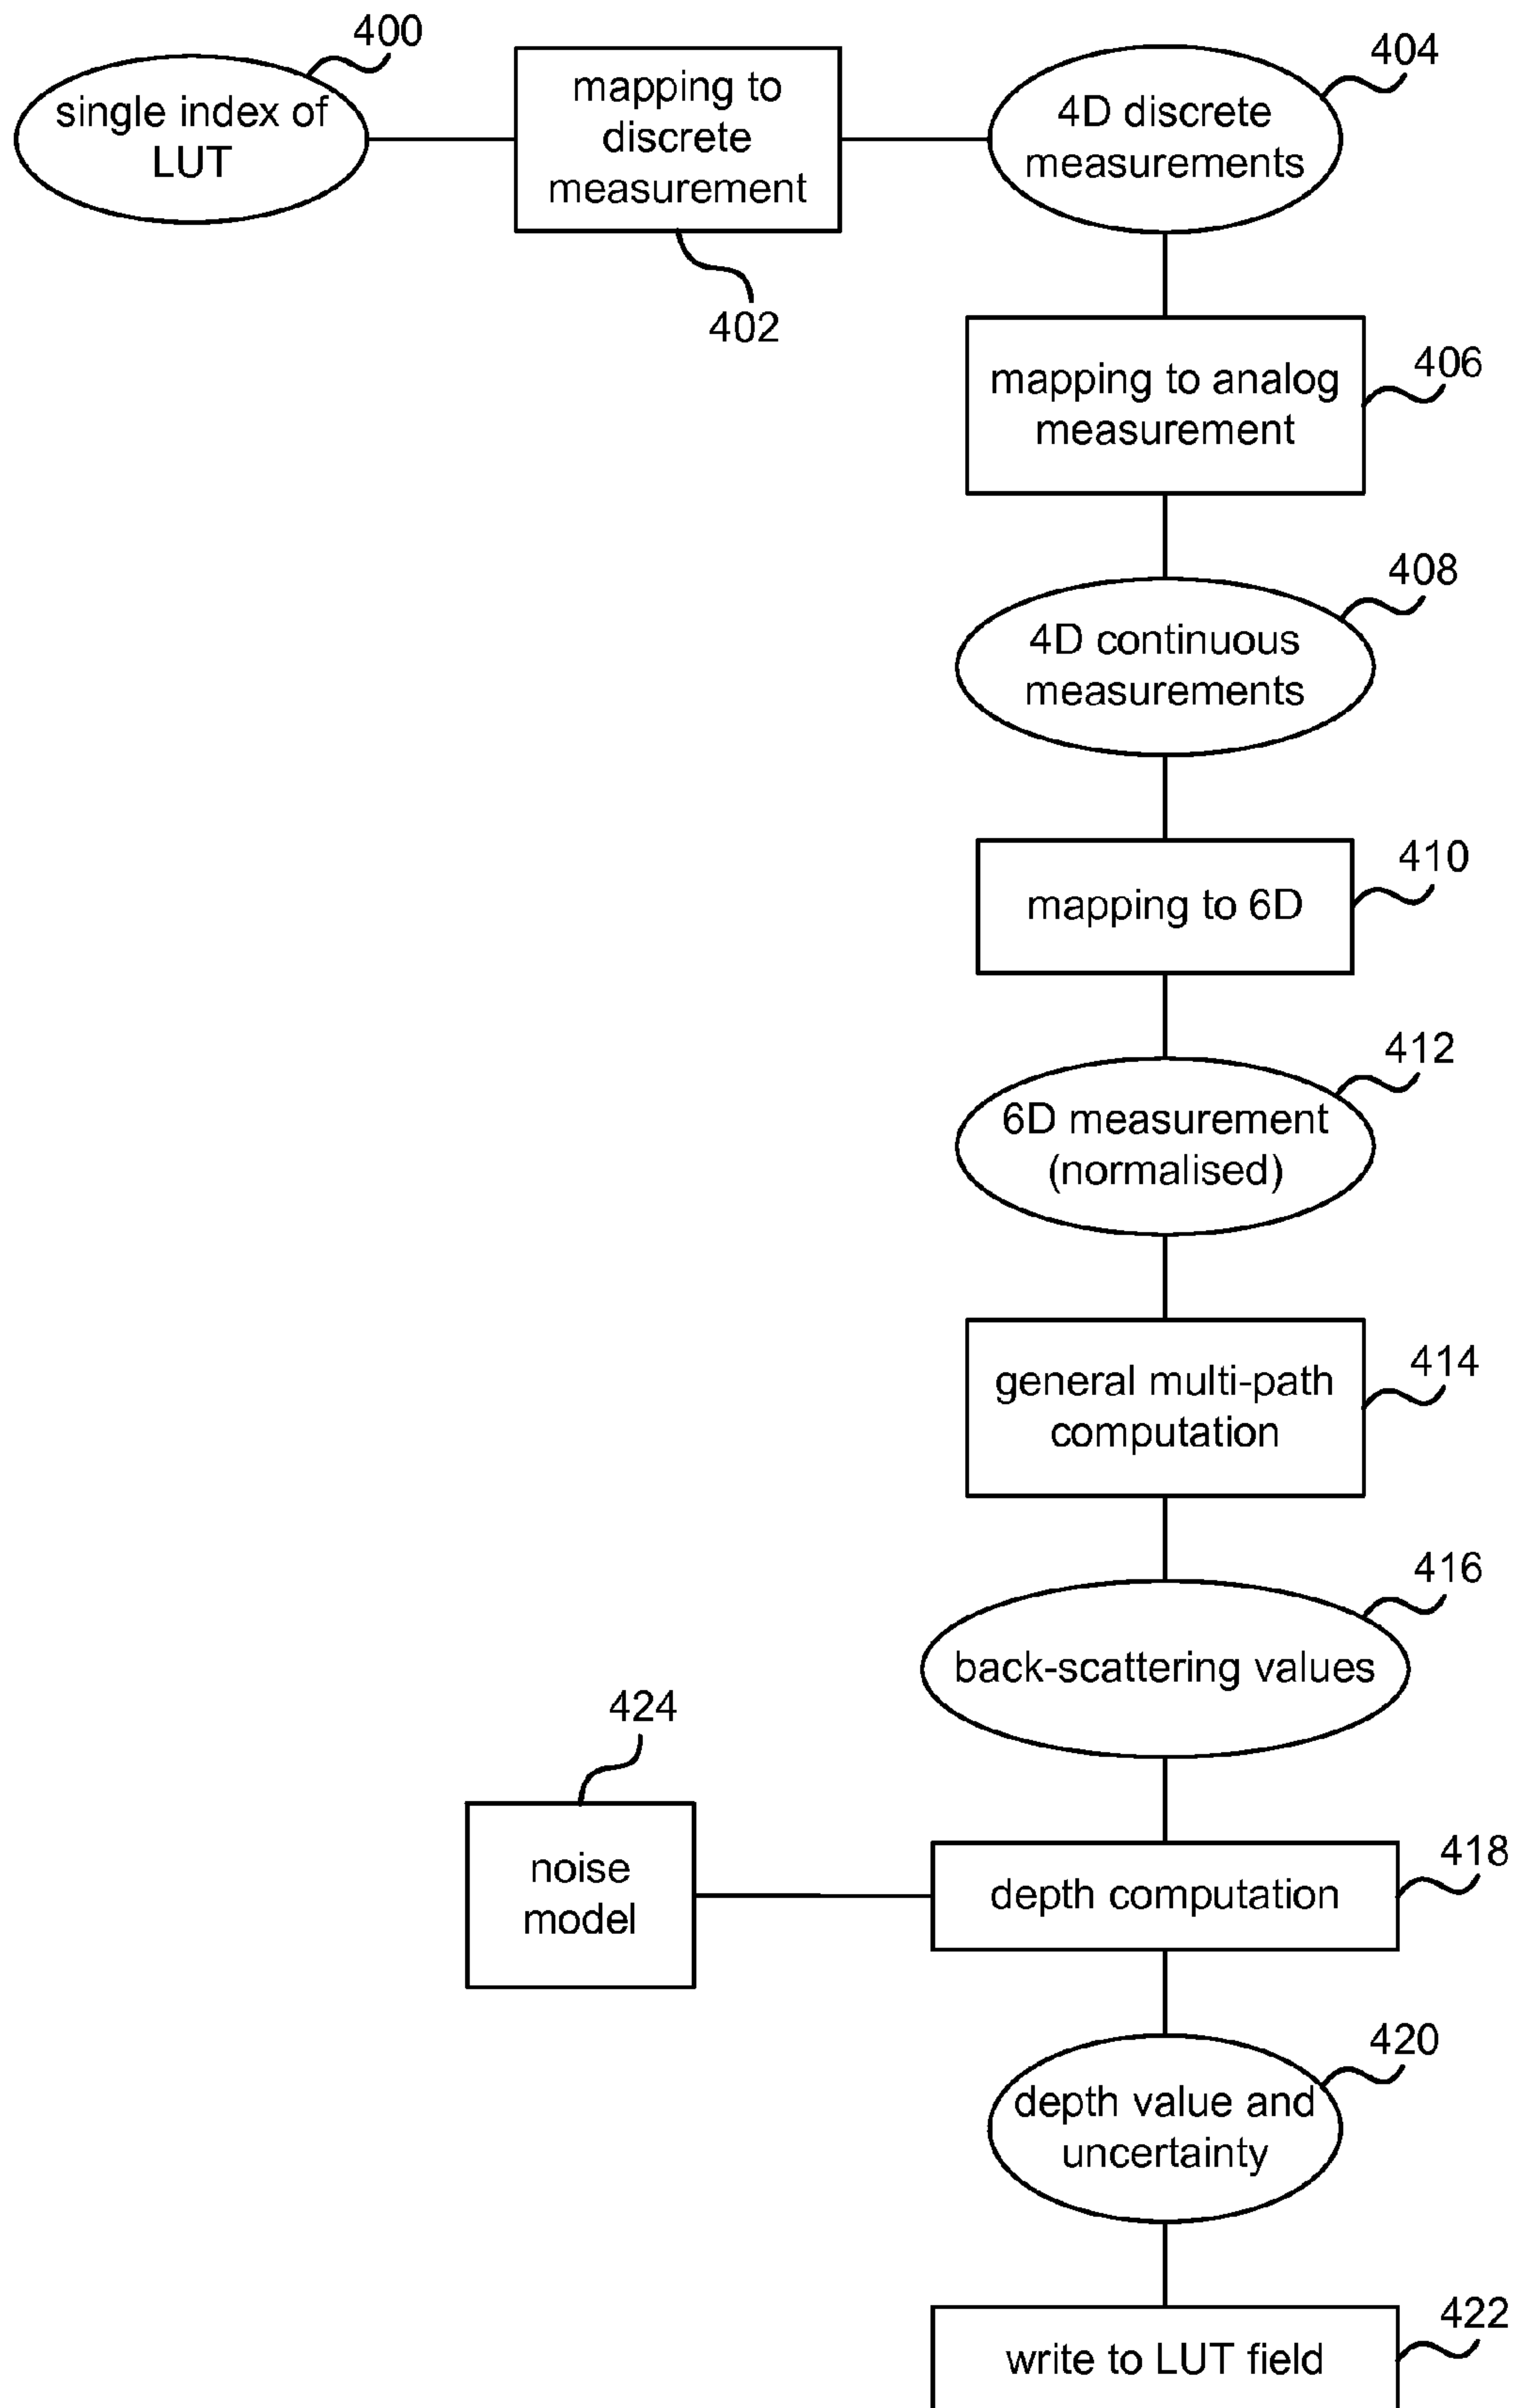 400
single index of
LUT
mapping to
discrete
measurement
402
404
4D discrete
measurements
406
mapping to analog
measurement
408
4D continuous
measurements
410
mapping to 6D
412
6D measurement
(normalised)
414
general multi-path
computation
416
back-scattering values
424
noise
model
418
depth computation
420
depth value and
uncertainty
422
write to LUT field